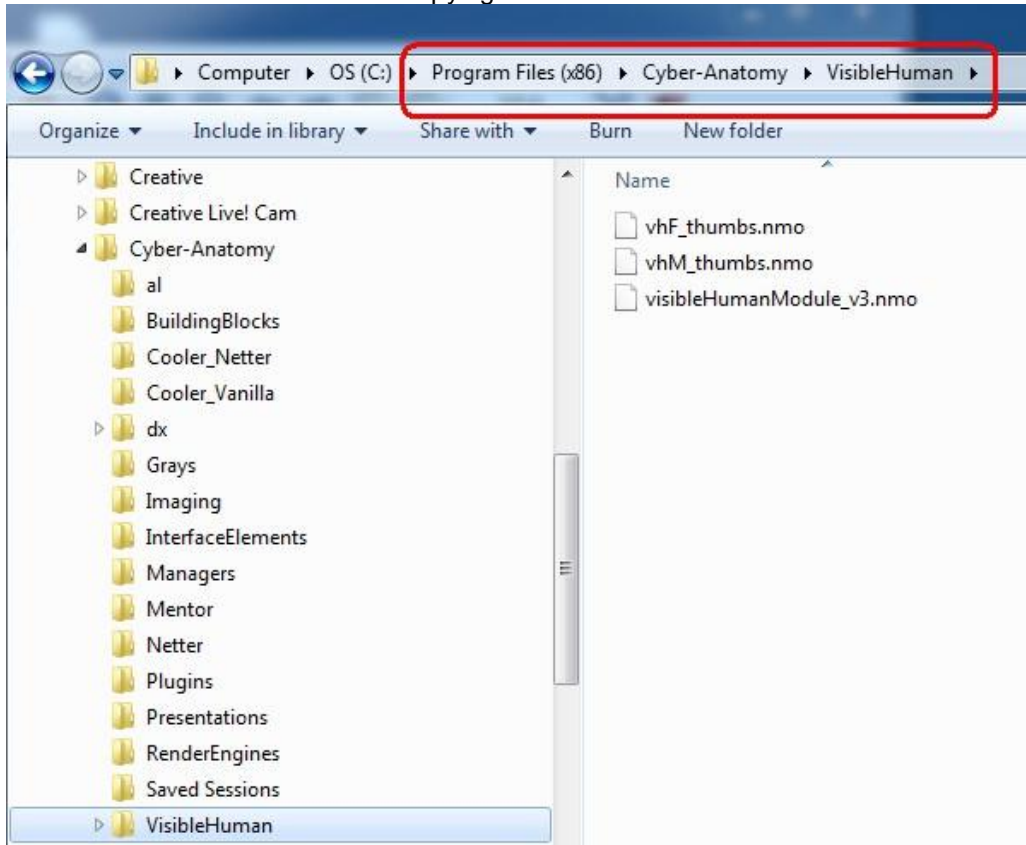 Computer ▸ OS (C:) ▸ Program Files (x86) ▸ Cyber-Anatomy ▸ VisibleHuman ▸
Organize Include in library Share with Burn New folder
Creative
Creative Live! Cam
Cyber-Anatomy
al
BuildingBlocks
Cooler_Netter
Cooler_Vanilla
dx
Grays
Imaging
InterfaceElements
Managers
Mentor
Netter
Plugins
Presentations
RenderEngines
Saved Sessions
VisibleHuman
Name
vhF_thumbs.nmo
vhM_thumbs.nmo
visibleHumanModule_v3.nmo